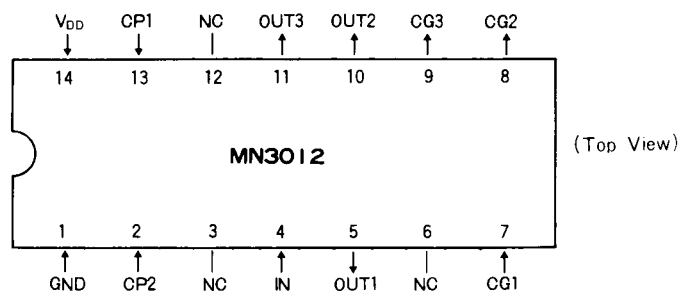 VDD CP1 NC OUT3 OUT2 CG3 CG2
14 13 12 11 10 9 8
MN3012
(Top View)
1 2 3 4 5 6 7
GND CP2 NC IN OUT1 NC CG1